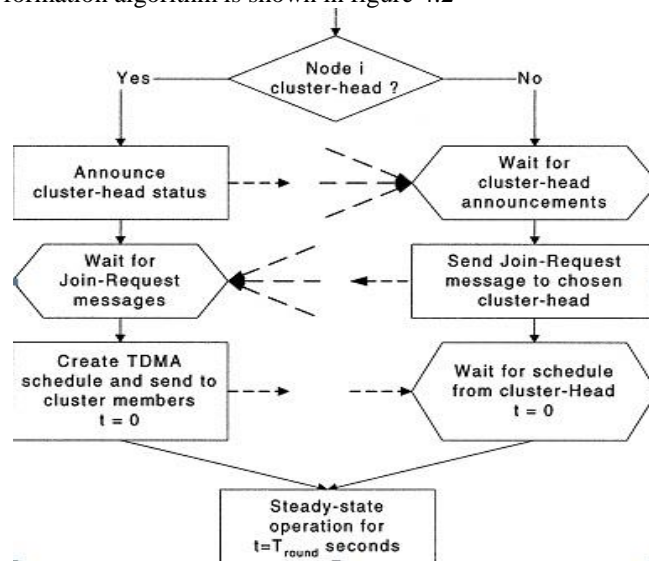 formation algorithm is shown in figure 4.2
Node i
cluster-head ?
Yes
No
Announce
cluster-head status
Wait for
cluster-head
announcements
Wait for
Join-Request
messages
Send Join-Request
message to chosen
cluster-head
Create TDMA
schedule and send to
cluster members
t = 0
Wait for schedule
from cluster-Head
t = 0
Steady-state
operation for
t=Tround seconds